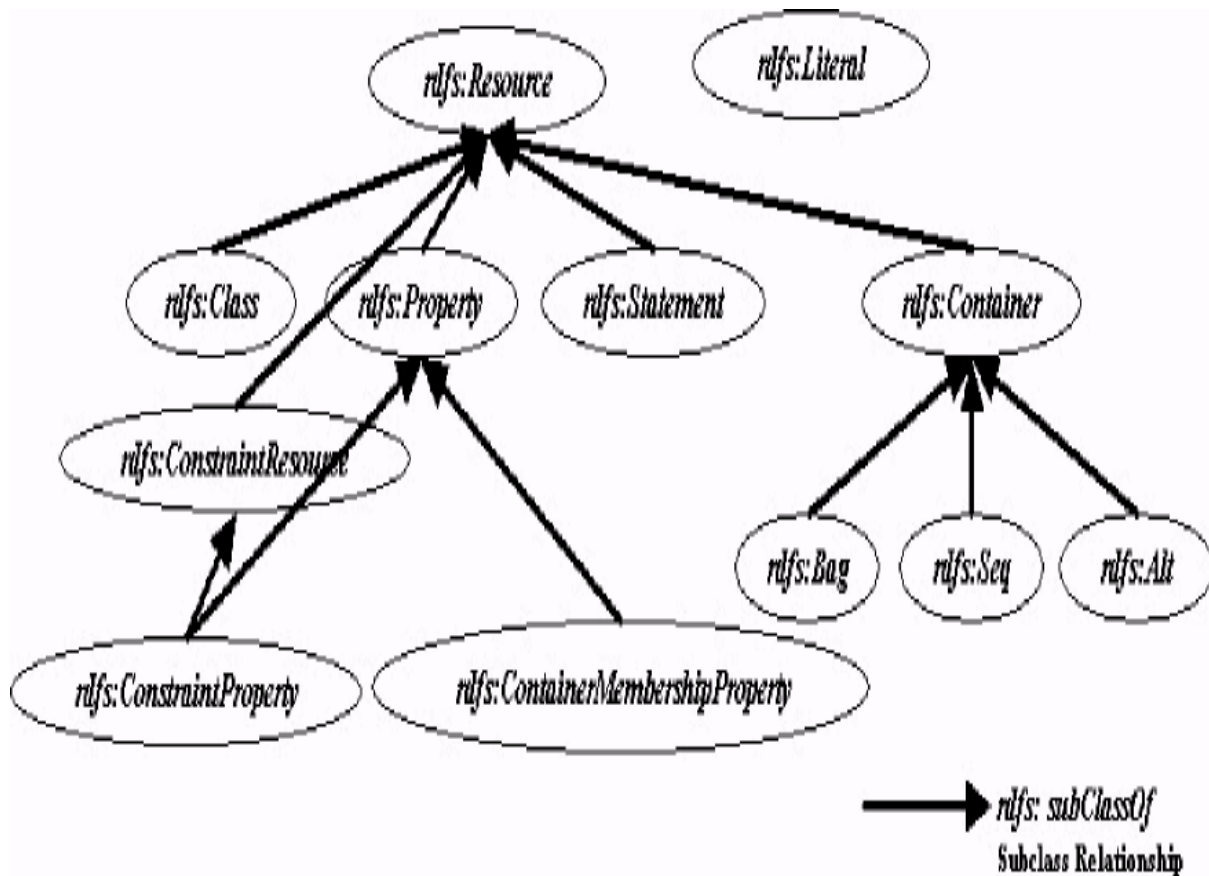 rdfs:Resource
rdfs:Literal
rdfs:Class
rdfs:Property
rdfs:Statement
rdfs:Container
rdfs:ConstraintResource
rdfs:Bag
rdfs:Seq
rdfs:Alt
rdfs:ConstraintProperty
rdfs:ContainerMembershipProperty
rdfs: subClassOf
Subclass Relationship